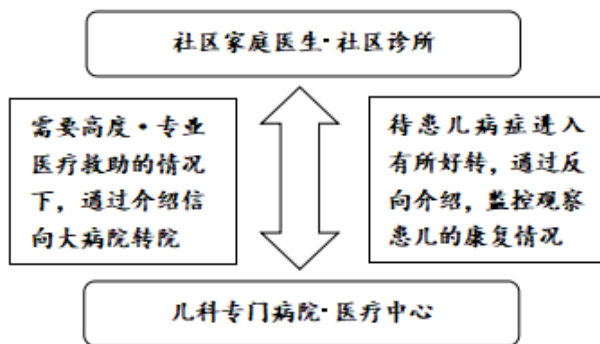 社区家庭医生·社区诊所
需要高度·专业
医疗救助的情况
下，通过介绍信
向大病院转院
待患儿病症进入
有所好转，通过反
向介绍，监控观察
患儿的康复情况
儿科专门病院·医疗中心